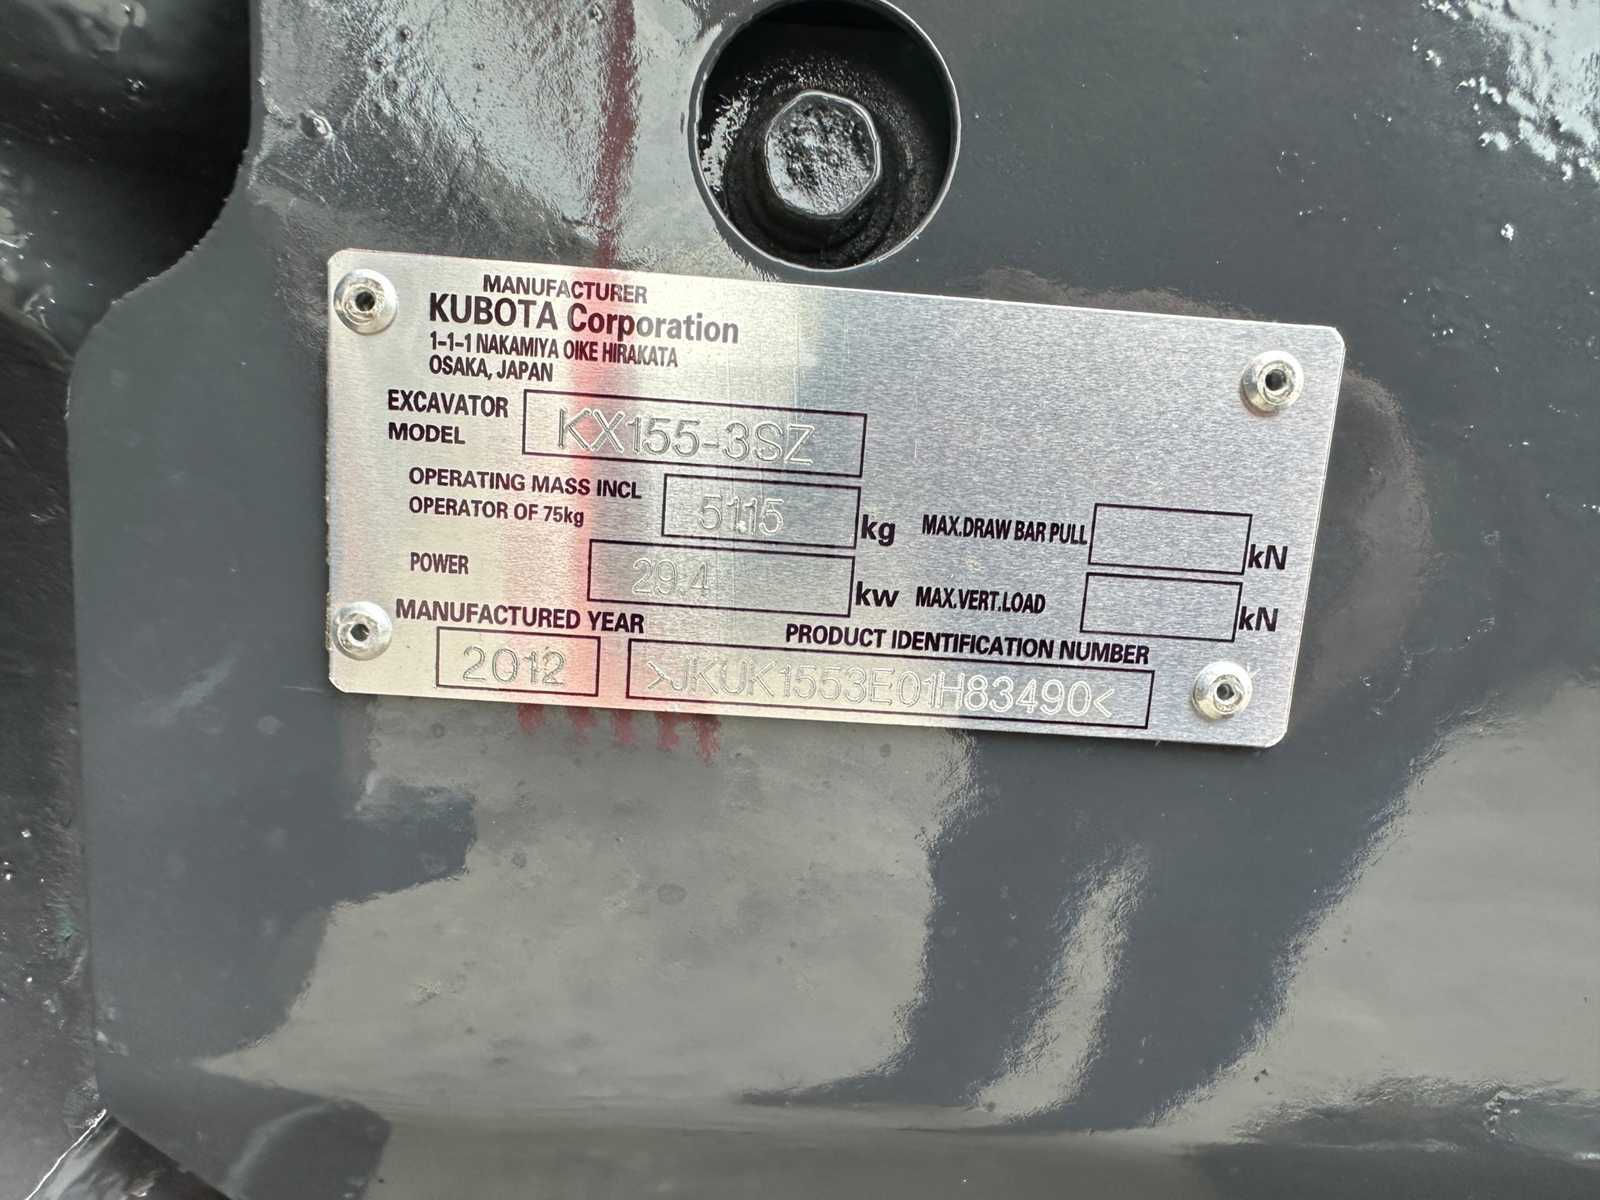 MANUFACTURER
KUBOTA Corporation
1-1-1 NAKAMIYA OIKE HIRAKATA
OSAKA, JAPAN
EXCAVATOR
MODEL
KX155-3SZ
OPERATING MASS INCL
OPERATOR OF 75kg
5115 kg
MAX.DRAW BAR PULL kN
POWER 29.4 kw
MAX.VERT.LOAD kN
MANUFACTURED YEAR
2012
PRODUCT IDENTIFICATION NUMBER
>JKUK1553E01H83490<